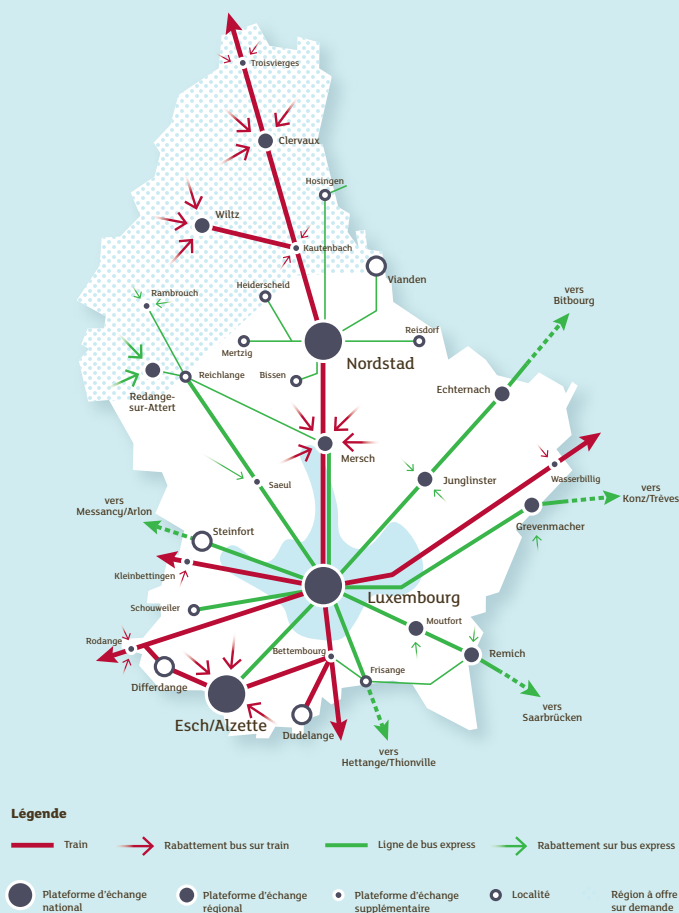 Troisvierges
Clervaux
Hosingen
Wiltz
Kautenbach
Vianden
Heiderscheid
Rambrouch
vers
Bitbourg
Reisdorf
Mertzig
Nordstad
Bissen
Reichlange
Redange-
sur-Attert
Echternach
Mersch
Junglinster
Wasserbillig
Saeul
vers
Konz/Trèves
vers
Messancy/Arlon
Steinfort
Grevenmacher
Kleinbettingen
Luxembourg
Schouweiler
Moutfort
Rodange
Bettembourg
Remich
Frisange
Differdange
Esch/Alzette
Dudelange
vers
Saarbrücken
vers
Hettange/Thionville
Légende
Train
Rabattement bus sur train
Ligne de bus express
Rabattement sur bus express
Plateforme d'échange
national
Plateforme d'échange
régional
Plateforme d'échange
supplémentaire
Localité
Région à offre
sur demande